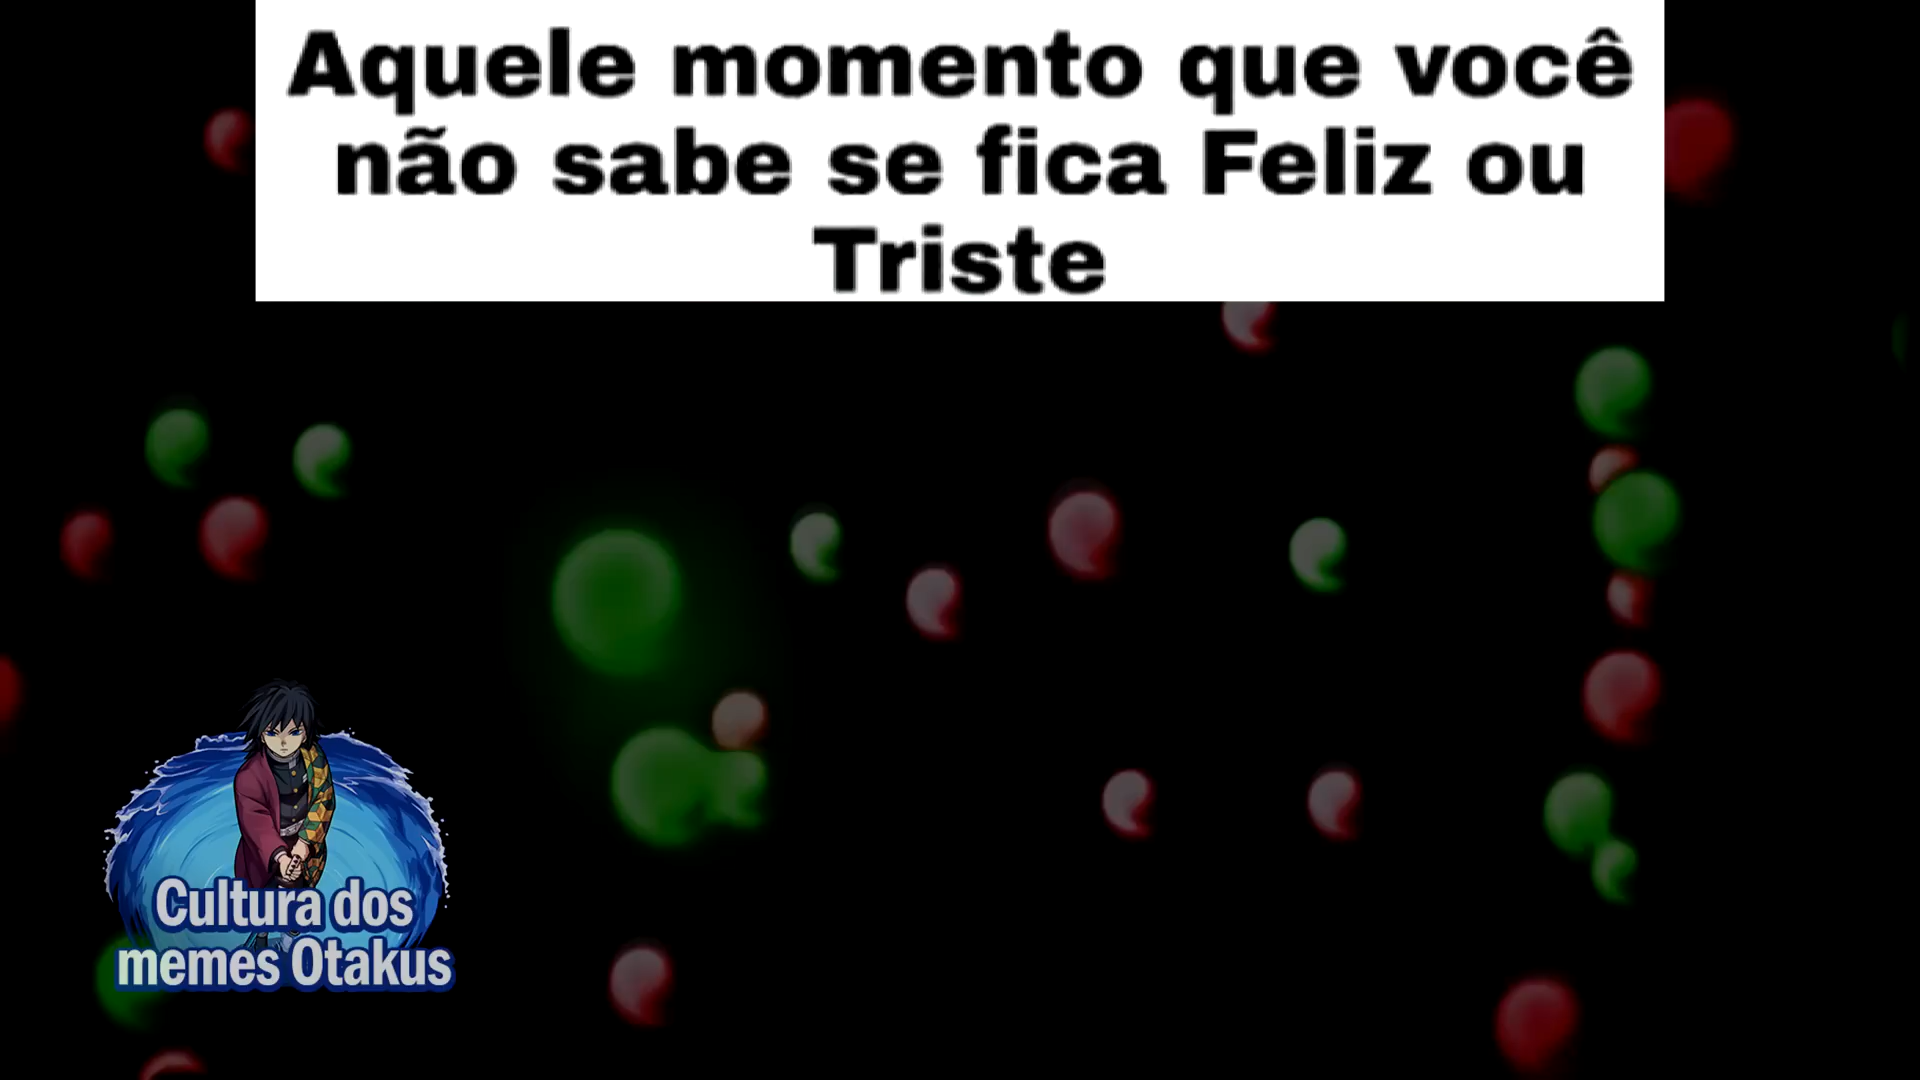 Aquele momento que você
não sabe se fica Feliz ou
Triste
Cultura dos
memes Otakus